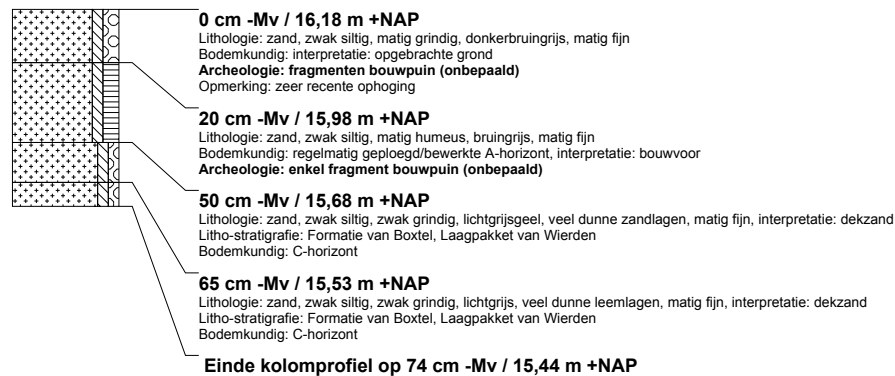 0 cm -Mv / 16,18 m +NAP
Lithologie: zand, zwak siltig, matig grindig, donkerbruingrijs, matig fijn
Bodemkundig: interpretatie: opgebrachte grond
Archeologie: fragmenten bouwpuin (onbepaald)
Opmerking: zeer recente ophoging
20 cm -Mv / 15,98 m +NAP
Lithologie: zand, zwak siltig, matig humeus, bruingrijs, matig fijn
Bodemkundig: regelmatig geploegd/bewerkte A-horizont, interpretatie: bouwvoor
Archeologie: enkel fragment bouwpuin (onbepaald)
50 cm -Mv / 15,68 m +NAP
Lithologie: zand, zwak siltig, zwak grindig, lichtgrijsgeel, veel dunne zandlagen, matig fijn, interpretatie: dekzand
Litho-stratigrafie: Formatie van Boxtel, Laagpakket van Wierden
Bodemkundig: C-horizont
65 cm -Mv / 15,53 m +NAP
Lithologie: zand, zwak siltig, zwak grindig, lichtgrijs, veel dunne leemlagen, matig fijn, interpretatie: dekzand
Litho-stratigrafie: Formatie van Boxtel, Laagpakket van Wierden
Bodemkundig: C-horizont
Einde kolomprofiel op 74 cm -Mv / 15,44 m +NAP